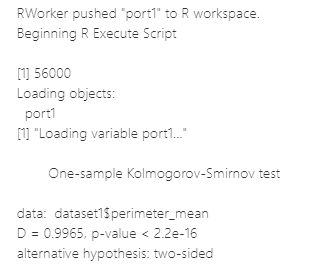 RWorker pushed "port1" to R workspace.
Beginning R Execute Script
[1] 56000
Loading objects:
port1
[1] "Loading variable port1..."
One-sample Kolmogorov-Smirnov test
data: dataset1$perimeter_mean
D = 0.9965, p-value < 2.2e-16
alternative hypothesis: two-sided